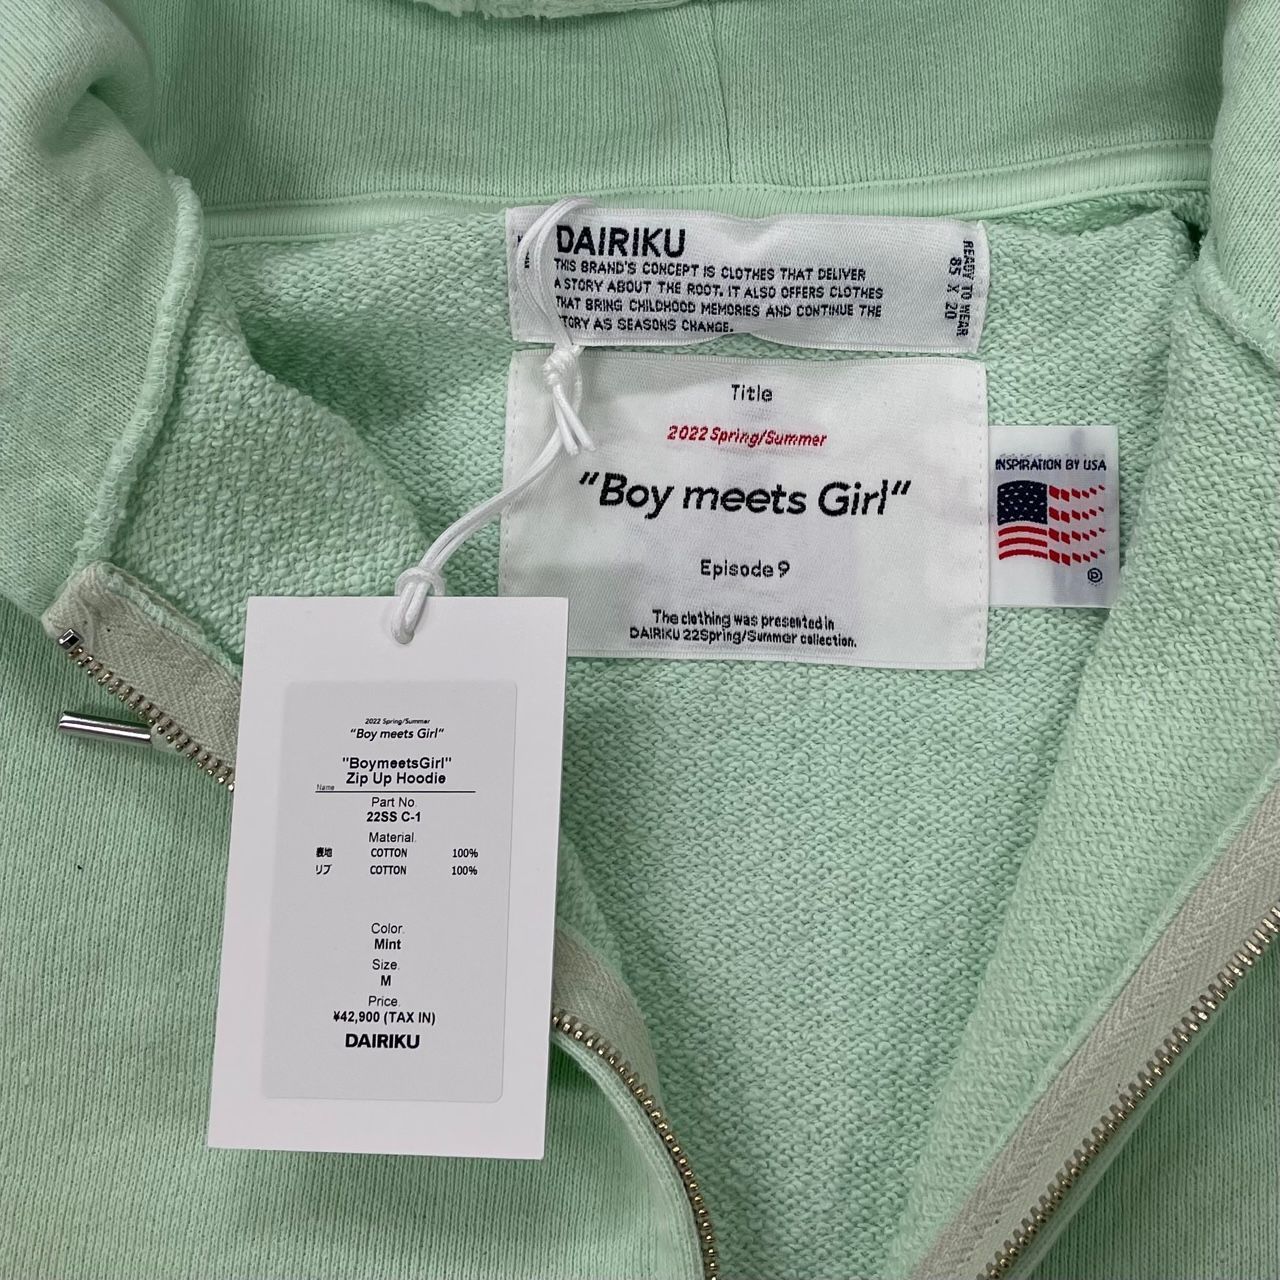 DAIRIKU
THIS BRAND'S CONCEPT IS CLOTHES THAT DELIVER
A STORY ABOUT THE ROOT. IT ALSO OFFERS CLOTHES
THAT BRING CHILDHOOD MEMORIES AND CONTINUE THE
STORY AS SEASONS CHANGE.
READY TO WEAR
85 X 20
Title
2022 Spring/Summer
“Boy meets Girl“
Episode 9
The clothing was presented in
DAIRIKU 22Spring/Summer collection.
INSPIRATION BY USA
2022 Spring/Summer
“Boy meets Girl”
"BoymeetsGirl"
Zip Up Hoodie
Name
Part No.
22SS C-1
Material.
表地 COTTON 100%
リブ COTTON 100%
Color.
Mint
Size.
M
Price.
¥42,900 (TAX IN)
DAIRIKU